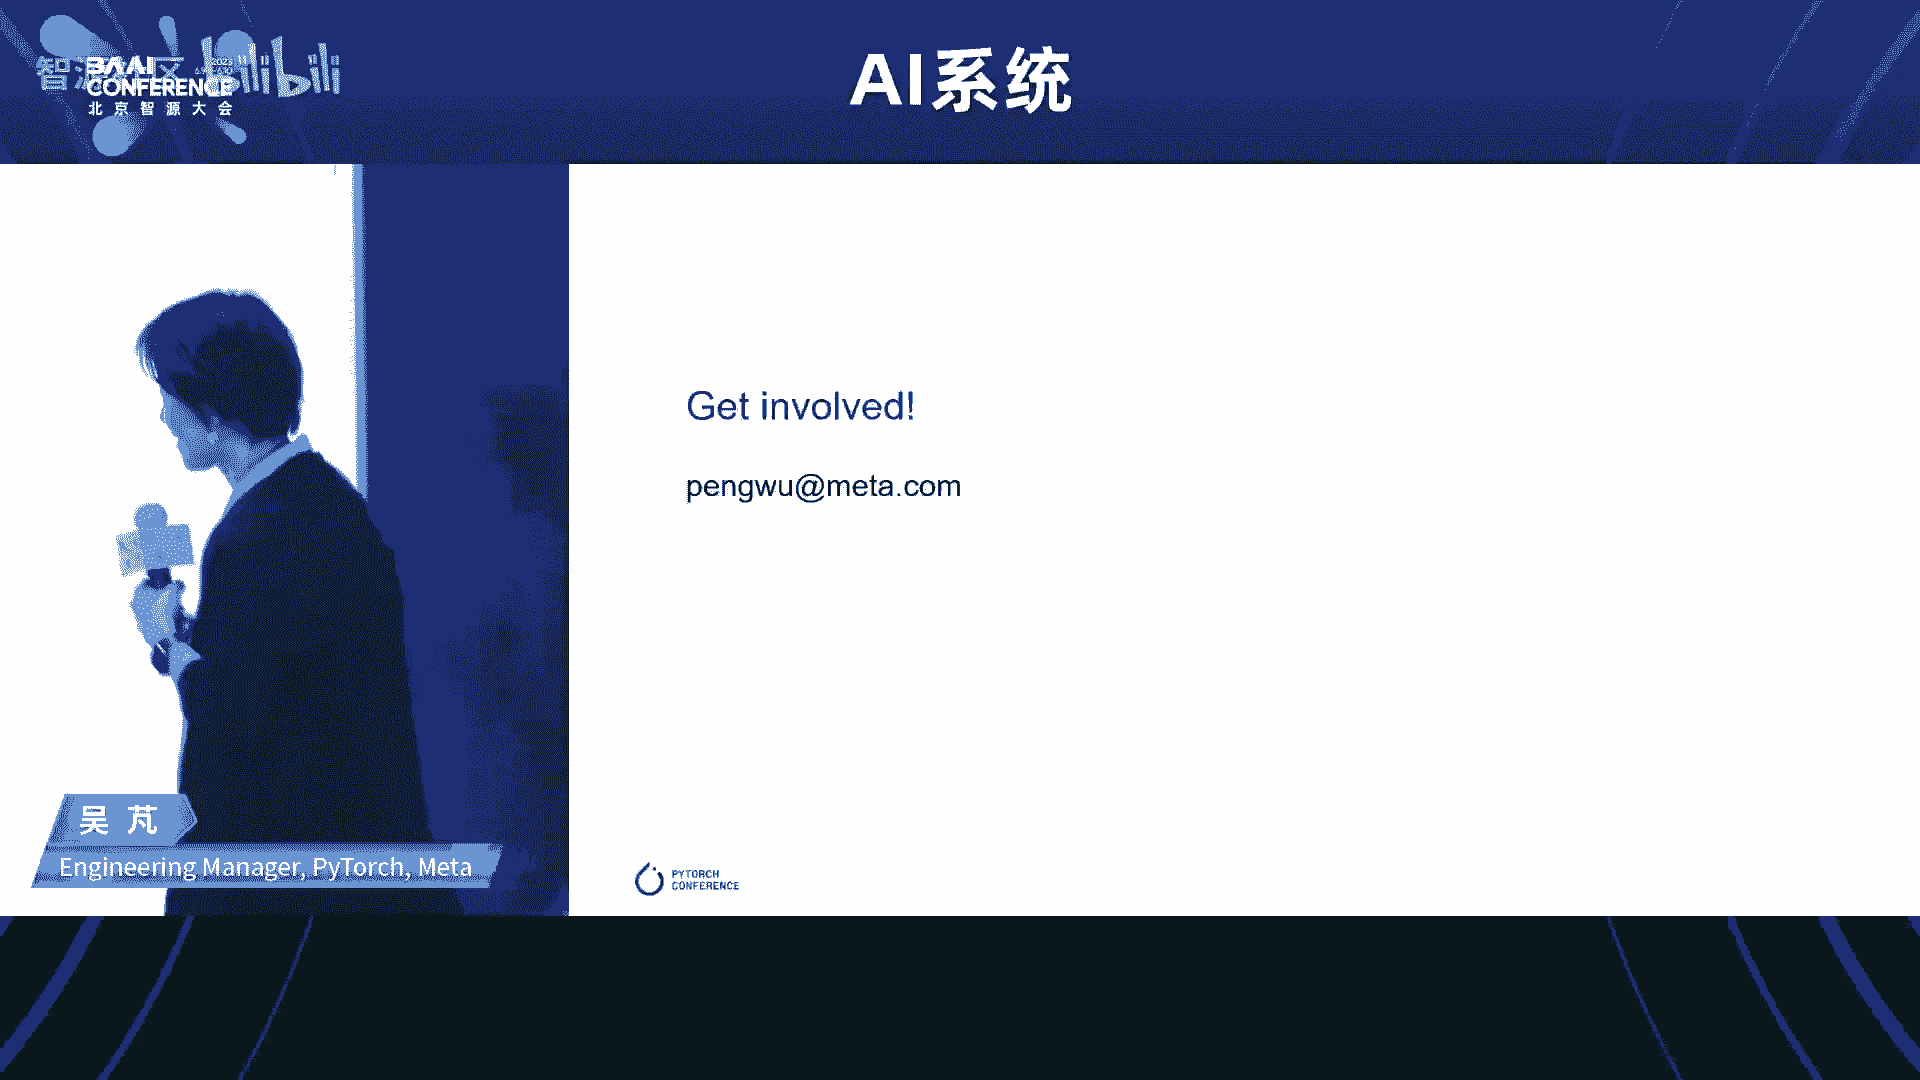 AI系统
BAAI
2023
CONFERENCE
北京智源大会
bilibili
Get involved!
pengwu@meta.com
吴 芃
Engineering Manager, PyTorch, Meta
PYTORCH
CONFERENCE